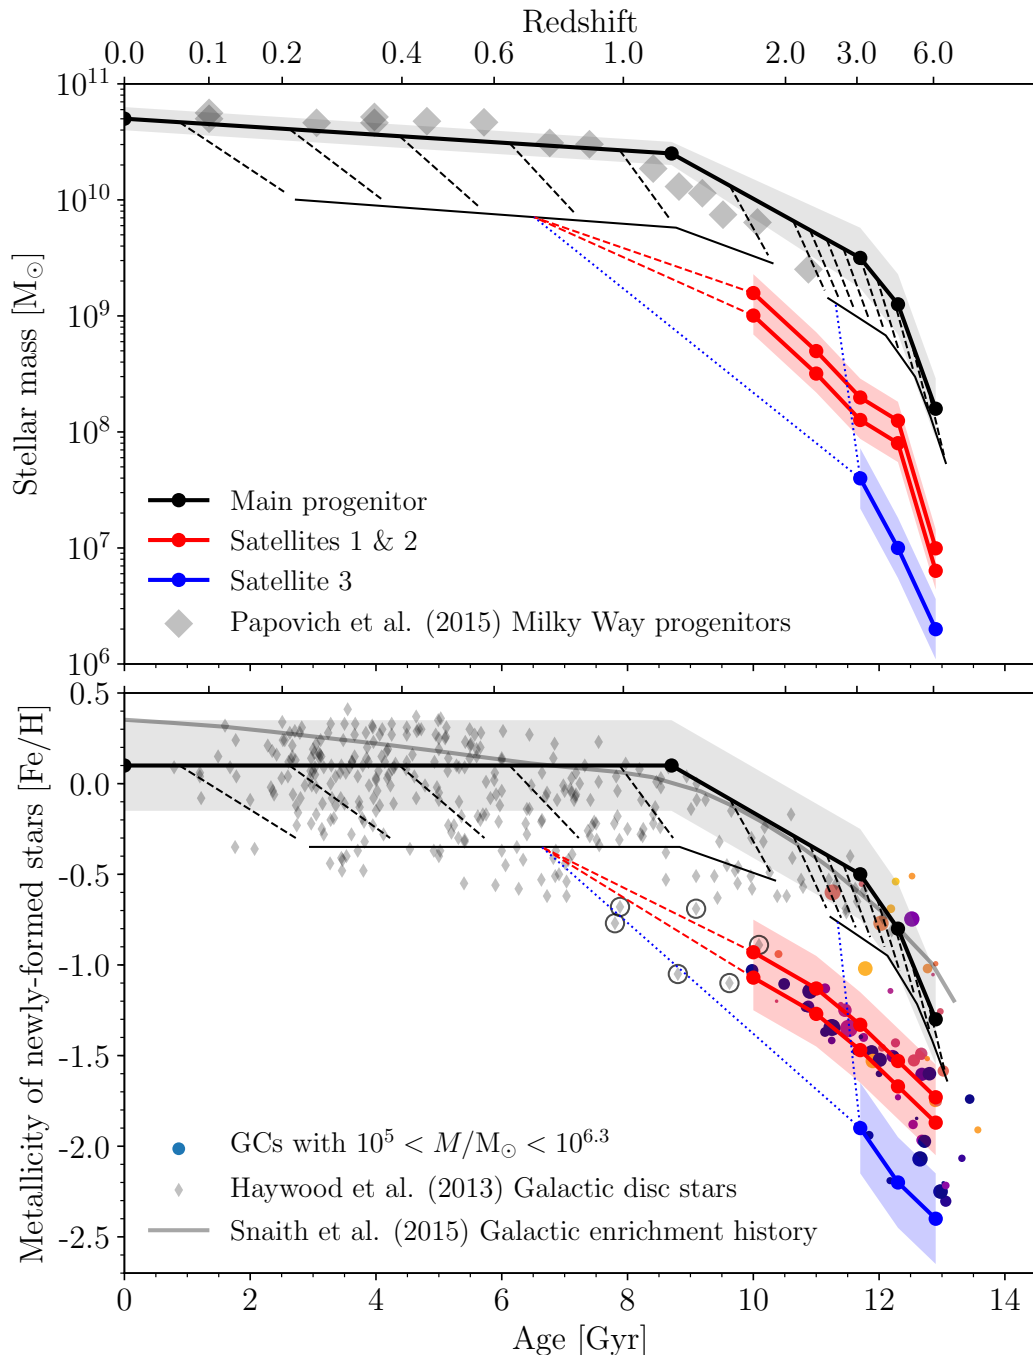 Redshift
0.0 0.1 0.2 0.4 0.6 1.0 2.0 3.0 6.0
10^11
10^10
10^9
10^8
10^7
10^6
Stellar mass [M⊙]
Main progenitor
Satellites 1 & 2
Satellite 3
Papovich et al. (2015) Milky Way progenitors
0.5
0.0
-0.5
-1.0
-1.5
-2.0
-2.5
Metallicity of newly-formed stars [Fe/H]
GCs with 10^5 < M/M⊙ < 10^6.3
Haywood et al. (2013) Galactic disc stars
Snaith et al. (2015) Galactic enrichment history
0 2 4 6 8 10 12 14
Age [Gyr]